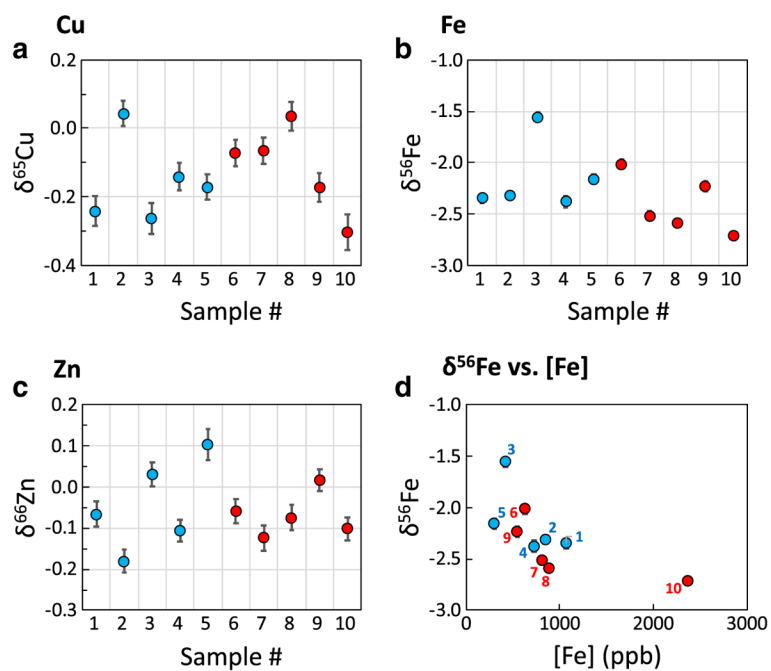 a Cu
0.2
0.0
-0.2
-0.4
δ⁶⁵Cu
1 2 3 4 5 6 7 8 9 10
Sample #
b Fe
-1.0
-1.5
-2.0
-2.5
-3.0
δ⁵⁶Fe
1 2 3 4 5 6 7 8 9 10
Sample #
c Zn
0.2
0.1
0.0
-0.1
-0.2
-0.3
δ⁶⁶Zn
1 2 3 4 5 6 7 8 9 10
Sample #
d δ⁵⁶Fe vs. [Fe]
-1.0
-1.5
-2.0
-2.5
-3.0
δ⁵⁶Fe
3
5 6
9 2 1
4
7
8
10
0 1000 2000 3000
[Fe] (ppb)